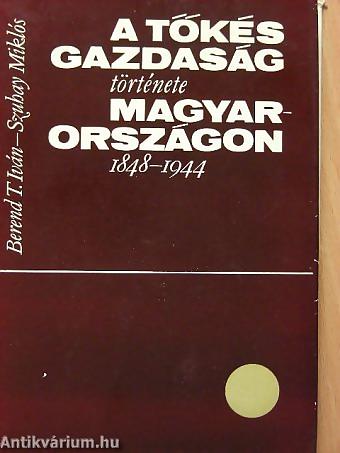 Berend T. Iván–Szuhay Miklós
A TŐKÉS
GAZDASÁG
története
MAGYAR-
ORSZÁGON
1848–1944
Antikvárium.hu